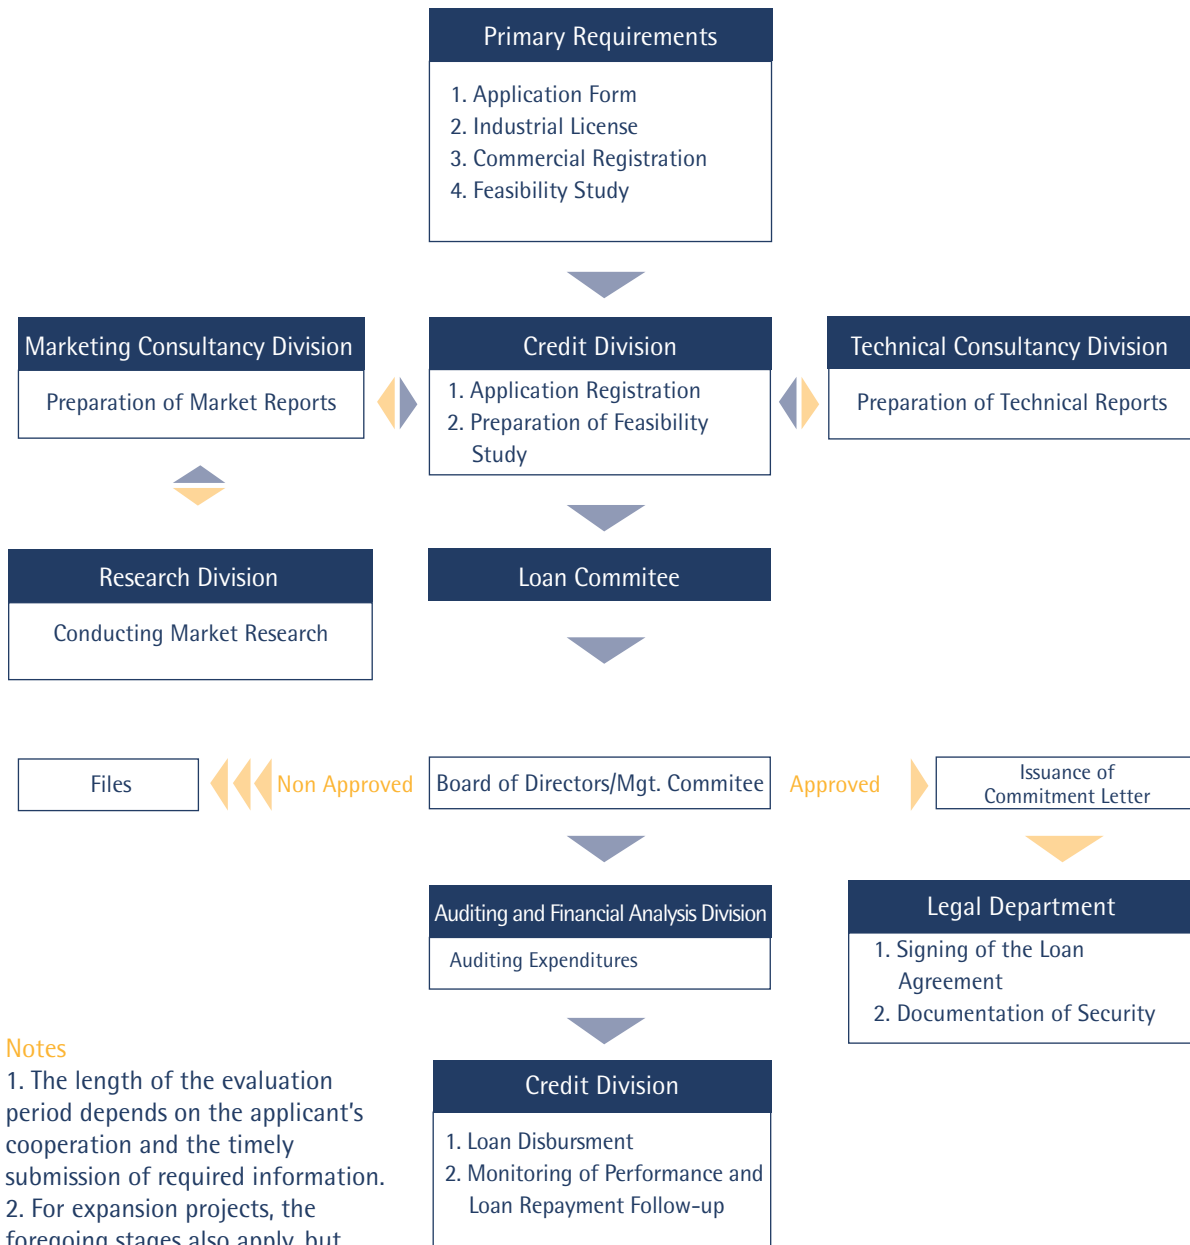 Primary Requirements
1. Application Form
2. Industrial License
3. Commercial Registration
4. Feasibility Study
Marketing Consultancy Division
Preparation of Market Reports
Credit Division
1. Application Registration
2. Preparation of Feasibility
Study
Technical Consultancy Division
Preparation of Technical Reports
Research Division
Conducting Market Research
Loan Commitee
Files
Non Approved
Board of Directors/Mgt. Commitee
Approved
Issuance of
Commitment Letter
Auditing and Financial Analysis Division
Auditing Expenditures
Legal Department
1. Signing of the Loan
Agreement
2. Documentation of Security
Credit Division
1. Loan Disbursment
2. Monitoring of Performance and
Loan Repayment Follow-up
Notes
1. The length of the evaluation
period depends on the applicant's
cooperation and the timely
submission of required information.
2. For expansion projects, the
foregoing stages also apply, but